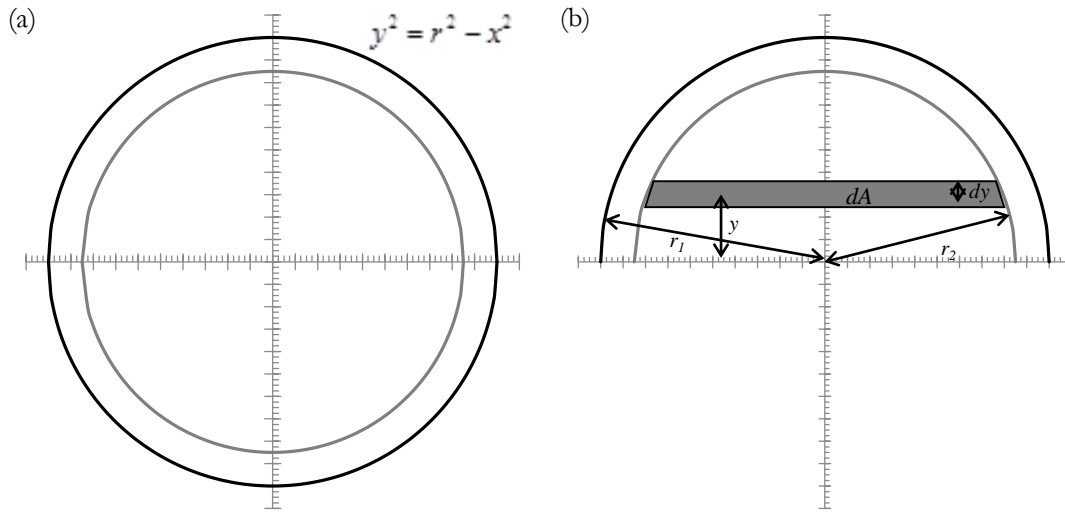 (a)
y² = r² − x²
(b)
dA
dy
y
r₁
r₂